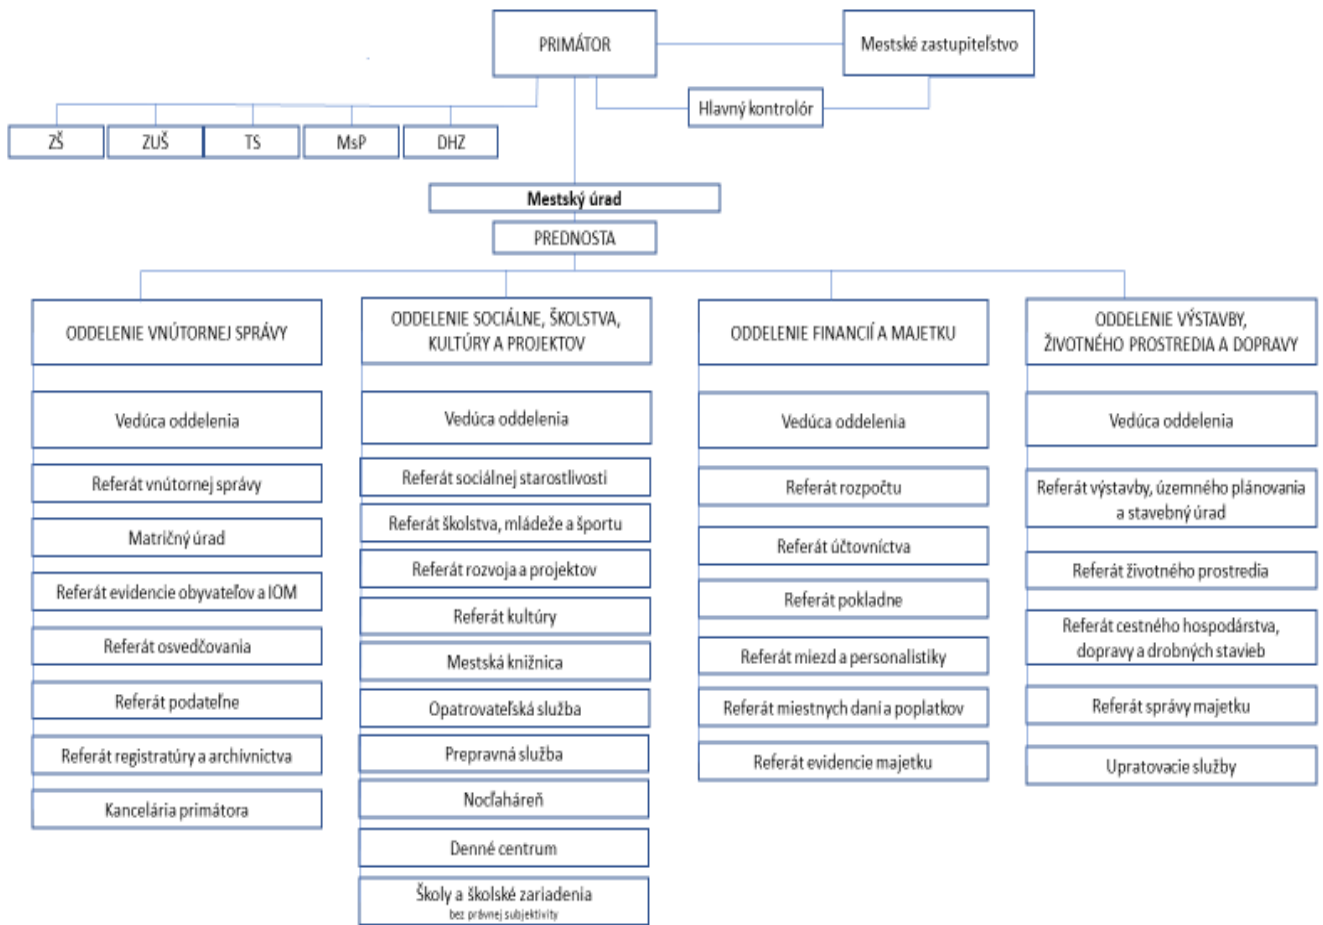 PRIMÁTOR
Mestské zastupiteľstvo
Hlavný kontrolór
ZŠ
ZUŠ
TS
MsP
DHZ
Mestský úrad
PREDNOSTA
ODDELENIE VNÚTORNEJ SPRÁVY
Vedúca oddelenia
Referát vnútornej správy
Matričný úrad
Referát evidencie obyvateľov a IOM
Referát osvedčovania
Referát podateľne
Referát registratúry a archívnictva
Kancelária primátora
ODDELENIE SOCIÁLNE, ŠKOLSTVA,
KULTÚRY A PROJEKTOV
Vedúca oddelenia
Referát sociálnej starostlivosti
Referát školstva, mládeže a športu
Referát rozvoja a projektov
Referát kultúry
Mestská knižnica
Opatrovateľská služba
Prepravná služba
Nocľaháreň
Denné centrum
Školy a školské zariadenia
bez právnej subjektivity
ODDELENIE FINANCIÍ A MAJETKU
Vedúca oddelenia
Referát rozpočtu
Referát účtovníctva
Referát pokladne
Referát miezd a personalistiky
Referát miestnych daní a poplatkov
Referát evidencie majetku
ODDELENIE VÝSTAVBY,
ŽIVOTNÉHO PROSTREDIA A DOPRAVY
Vedúca oddelenia
Referát výstavby, územného plánovania
a stavebný úrad
Referát životného prostredia
Referát cestného hospodárstva,
dopravy a drobných stavieb
Referát správy majetku
Upratovacie služby